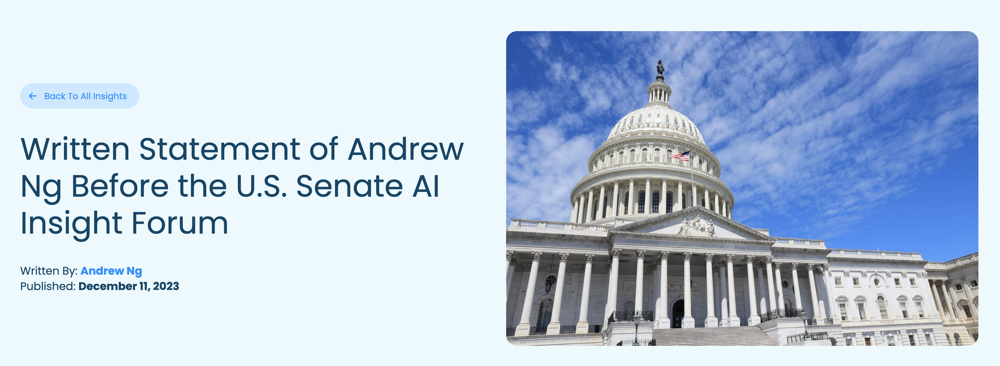 Back To All Insights
Written Statement of Andrew
Ng Before the U.S. Senate AI
Insight Forum
Written By: Andrew Ng
Published: December 11, 2023